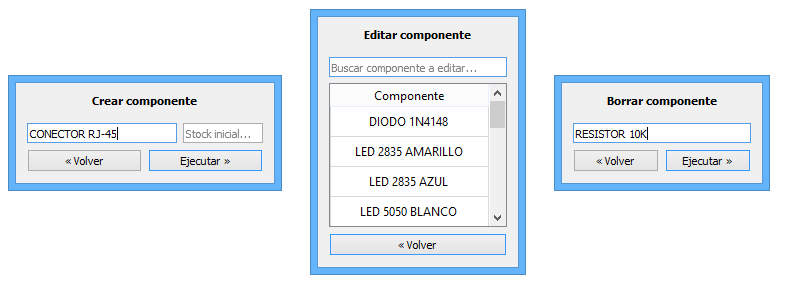 Crear componente
CONECTOR RJ-45 Stock inicial...
« Volver Ejecutar »
Editar componente
Buscar componente a editar...
Componente
DIODO 1N4148
LED 2835 AMARILLO
LED 2835 AZUL
LED 5050 BLANCO
« Volver
Borrar componente
RESISTOR 10K
« Volver Ejecutar »